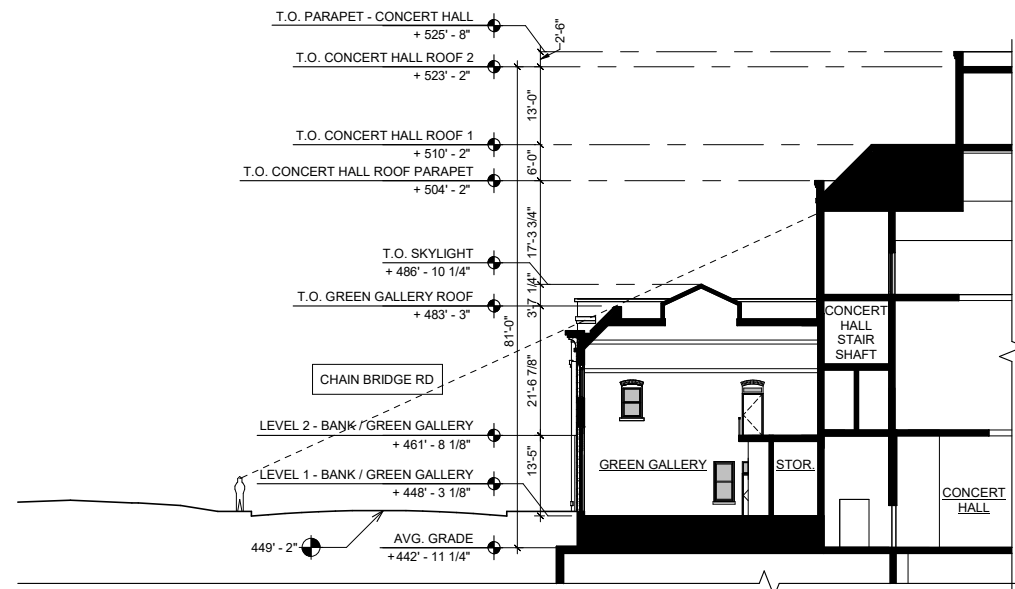 T.O. PARAPET - CONCERT HALL
+ 525' - 8"
2'-6"
T.O. CONCERT HALL ROOF 2
+ 523' - 2"
13'-0"
T.O. CONCERT HALL ROOF 1
+ 510' - 2"
6'-0"
T.O. CONCERT HALL ROOF PARAPET
+ 504' - 2"
17'-3 3/4"
T.O. SKYLIGHT
+ 486' - 10 1/4"
3'-7 1/4"
T.O. GREEN GALLERY ROOF
+ 483' - 3"
81'-0"
21'-6 7/8"
CHAIN BRIDGE RD
LEVEL 2 - BANK / GREEN GALLERY
+ 461' - 8 1/8"
13'-5"
LEVEL 1 - BANK / GREEN GALLERY
+ 448' - 3 1/8"
449' - 2"
AVG. GRADE
+442' - 11 1/4"
CONCERT
HALL
STAIR
SHAFT
GREEN GALLERY
STOR.
CONCERT
HALL